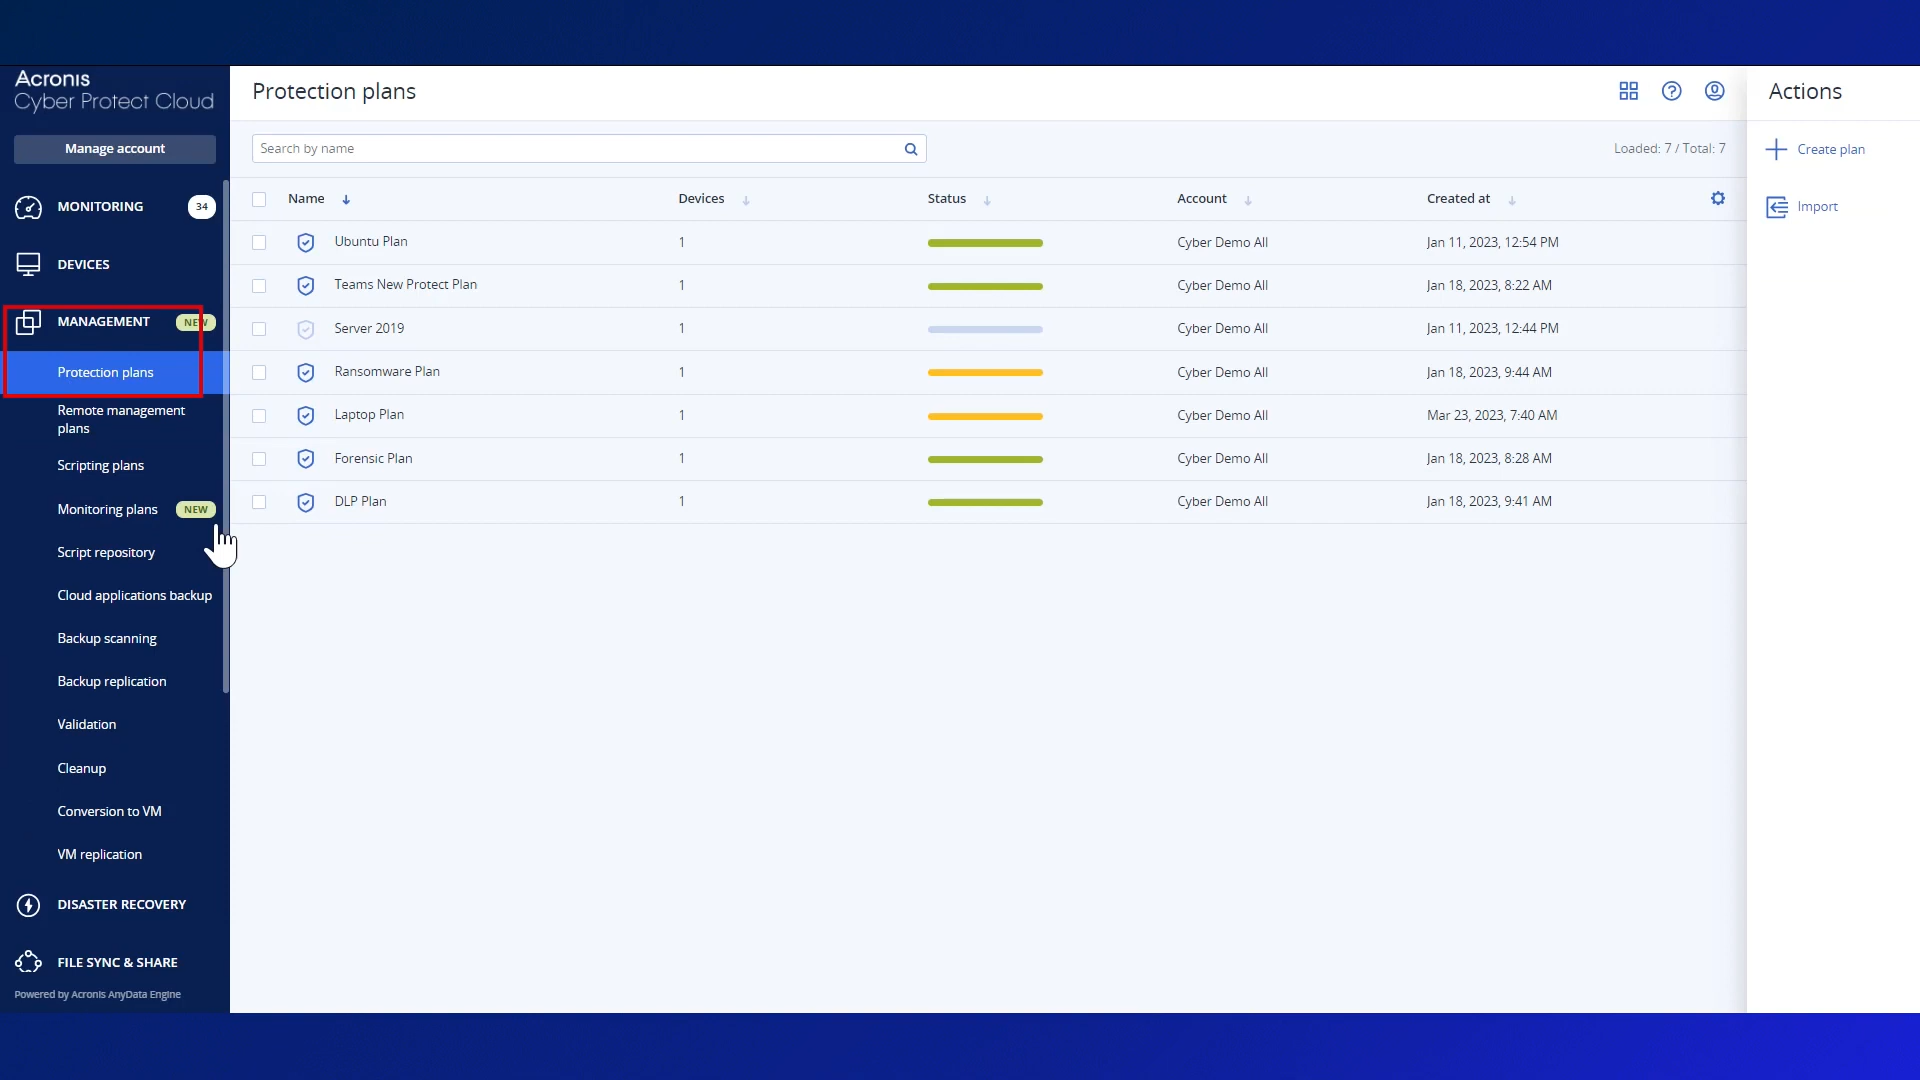 Acronis
Cyber Protect Cloud
Manage account
MONITORING 34
DEVICES
MANAGEMENT NEW
Protection plans
Remote management
plans
Scripting plans
Monitoring plans NEW
Script repository
Cloud applications backup
Backup scanning
Backup replication
Validation
Cleanup
Conversion to VM
VM replication
DISASTER RECOVERY
FILE SYNC & SHARE
Powered by Acronis AnyData Engine
Protection plans
Search by name
Loaded: 7 / Total: 7
Name Devices Status Account Created at
Ubuntu Plan 1 Cyber Demo All Jan 11, 2023, 12:54 PM
Teams New Protect Plan 1 Cyber Demo All Jan 18, 2023, 8:22 AM
Server 2019 1 Cyber Demo All Jan 11, 2023, 12:44 PM
Ransomware Plan 1 Cyber Demo All Jan 18, 2023, 9:44 AM
Laptop Plan 1 Cyber Demo All Mar 23, 2023, 7:40 AM
Forensic Plan 1 Cyber Demo All Jan 18, 2023, 8:28 AM
DLP Plan 1 Cyber Demo All Jan 18, 2023, 9:41 AM
Actions
Create plan
Import